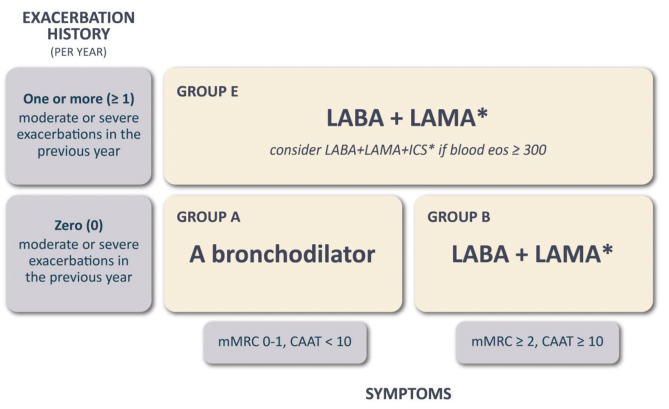 EXACERBATION
HISTORY
(PER YEAR)
One or more (≥ 1)
moderate or severe
exacerbations in the
previous year
GROUP E
LABA + LAMA*
consider LABA+LAMA+ICS* if blood eos ≥ 300
Zero (0)
moderate or severe
exacerbations in
the previous year
GROUP A
A bronchodilator
GROUP B
LABA + LAMA*
mMRC 0-1, CAAT < 10
mMRC ≥ 2, CAAT ≥ 10
SYMPTOMS